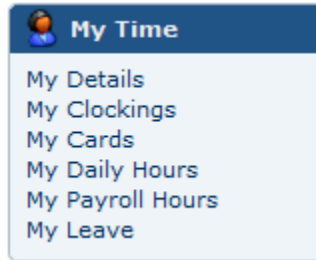 My Time
My Details
My Clockings
My Cards
My Daily Hours
My Payroll Hours
My Leave